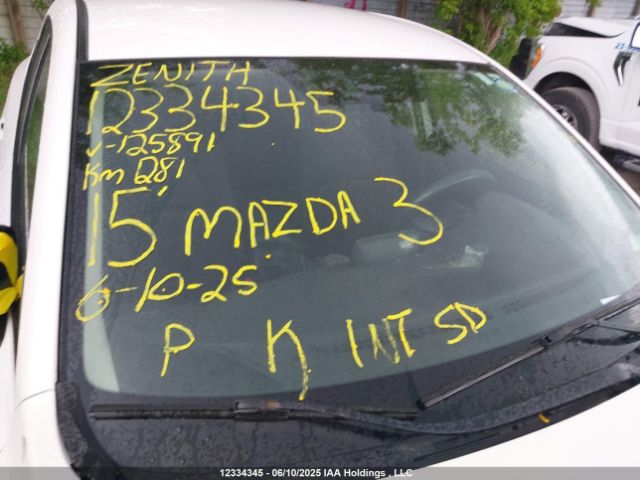 ZENITH
12334345
V-125891
Km 281
15' MAZDA 3
6-10-25
P K INT SD
12334345 - 06/10/2025 IAA Holdings , LLC